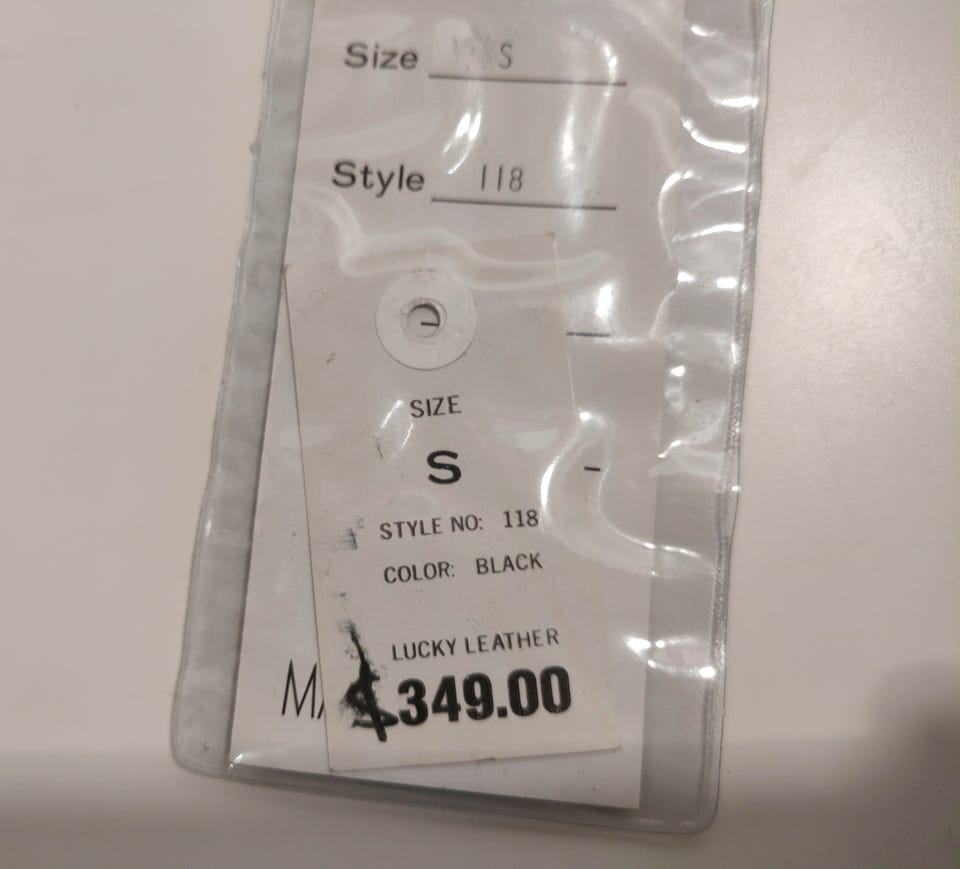 Size S
Style 118
SIZE
S
STYLE NO: 118
COLOR: BLACK
LUCKY LEATHER
$349.00